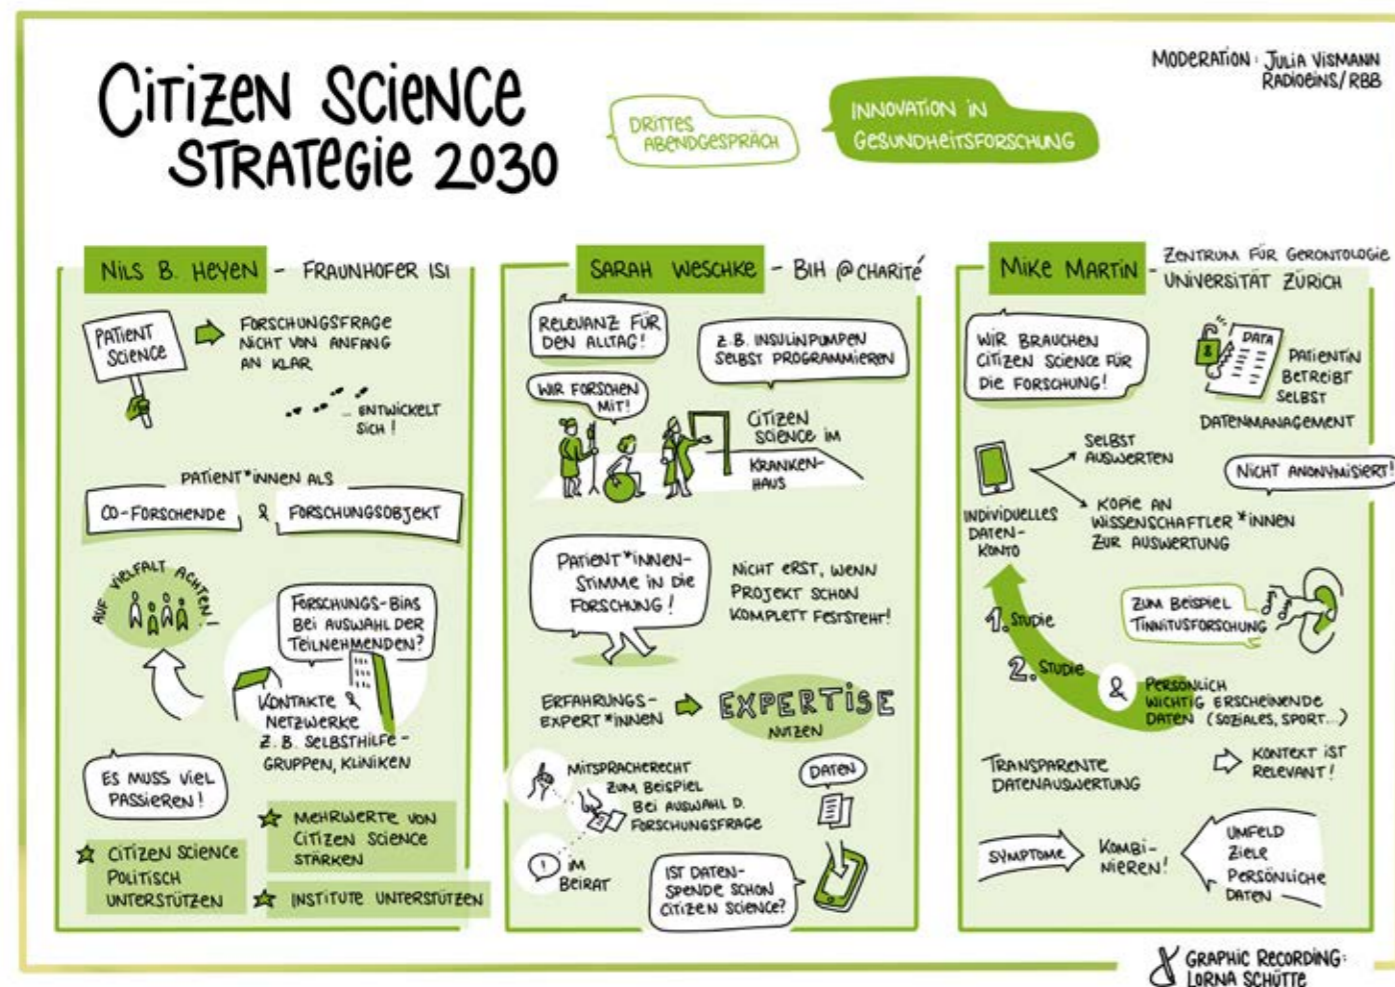 CITIZEN SCIENCE
STRATEGIE 2030
DRITTES
ABENDGESPRÄCH
INNOVATION IN
GESUNDHEITSFORSCHUNG
MODERATION: JULIA VISMANN
RADIOEINS/RBB
NILS B. HEYEN - FRAUNHOFER ISI
PATIENT
SCIENCE
FORSCHUNGSFRAGE
NICHT VON ANFANG
AN KLAR
... ENTWICKELT
SICH!
PATIENT*INNEN ALS
CO-FORSCHENDE & FORSCHUNGSOBJEKT
AUF VIELFALT ACHTEN!
FORSCHUNGS-BIAS
BEI AUSWAHL DER
TEILNEHMENDEN?
KONTAKTE &
NETZWERKE
Z.B. SELBSTHILFE-
GRUPPEN, KLINIKEN
ES MUSS VIEL
PASSIEREN!
MEHRWERTE VON
CITIZEN SCIENCE
STÄRKEN
CITIZEN SCIENCE
POLITISCH
UNTERSTÜTZEN
INSTITUTE UNTERSTÜTZEN
SARAH WESCHKE - BIH @CHARITÉ
RELEVANZ FÜR
DEN ALLTAG!
Z.B. INSULINPUMPEN
SELBST PROGRAMMIEREN
WIR FORSCHEN
MIT!
CITIZEN
SCIENCE IM
KRANKEN-
HAUS
PATIENT*INNEN-
STIMME IN DIE
FORSCHUNG!
NICHT ERST, WENN
PROJEKT SCHON
KOMPLETT FESTSTEHT!
ERFAHRUNGS-
EXPERT*INNEN
EXPERTISE
NUTZEN
MITSPRACHERECHT
ZUM BEISPIEL
BEI AUSWAHL D.
FORSCHUNGSFRAGE
! IM
BEIRAT
DATEN
IST DATEN-
SPENDE SCHON
CITIZEN SCIENCE?
MIKE MARTIN - ZENTRUM FÜR GERONTOLOGIE
UNIVERSITÄT ZÜRICH
WIR BRAUCHEN
CITIZEN SCIENCE FÜR
DIE FORSCHUNG!
DATA
PATIENTIN
BETREIBT
SELBST
DATENMANAGEMENT
SELBST
AUSWERTEN
NICHT ANONYMISIERT!
INDIVIDUELLES
DATEN-
KONTO
KOPIE AN
WISSENSCHAFTLER*INNEN
ZUR AUSWERTUNG
ZUM BEISPIEL
TINNITUSFORSCHUNG
1. STUDIE
2. STUDIE
& PERSÖNLICH
WICHTIG ERSCHEINENDE
DATEN (SOZIALES, SPORT...)
TRANSPARENTE
DATENAUSWERTUNG
KONTEXT IST
RELEVANT!
SYMPTOME
KOMBI-
NIEREN!
UMFELD
ZIELE
PERSÖNLICHE
DATEN
GRAPHIC RECORDING:
LORNA SCHÜTTE